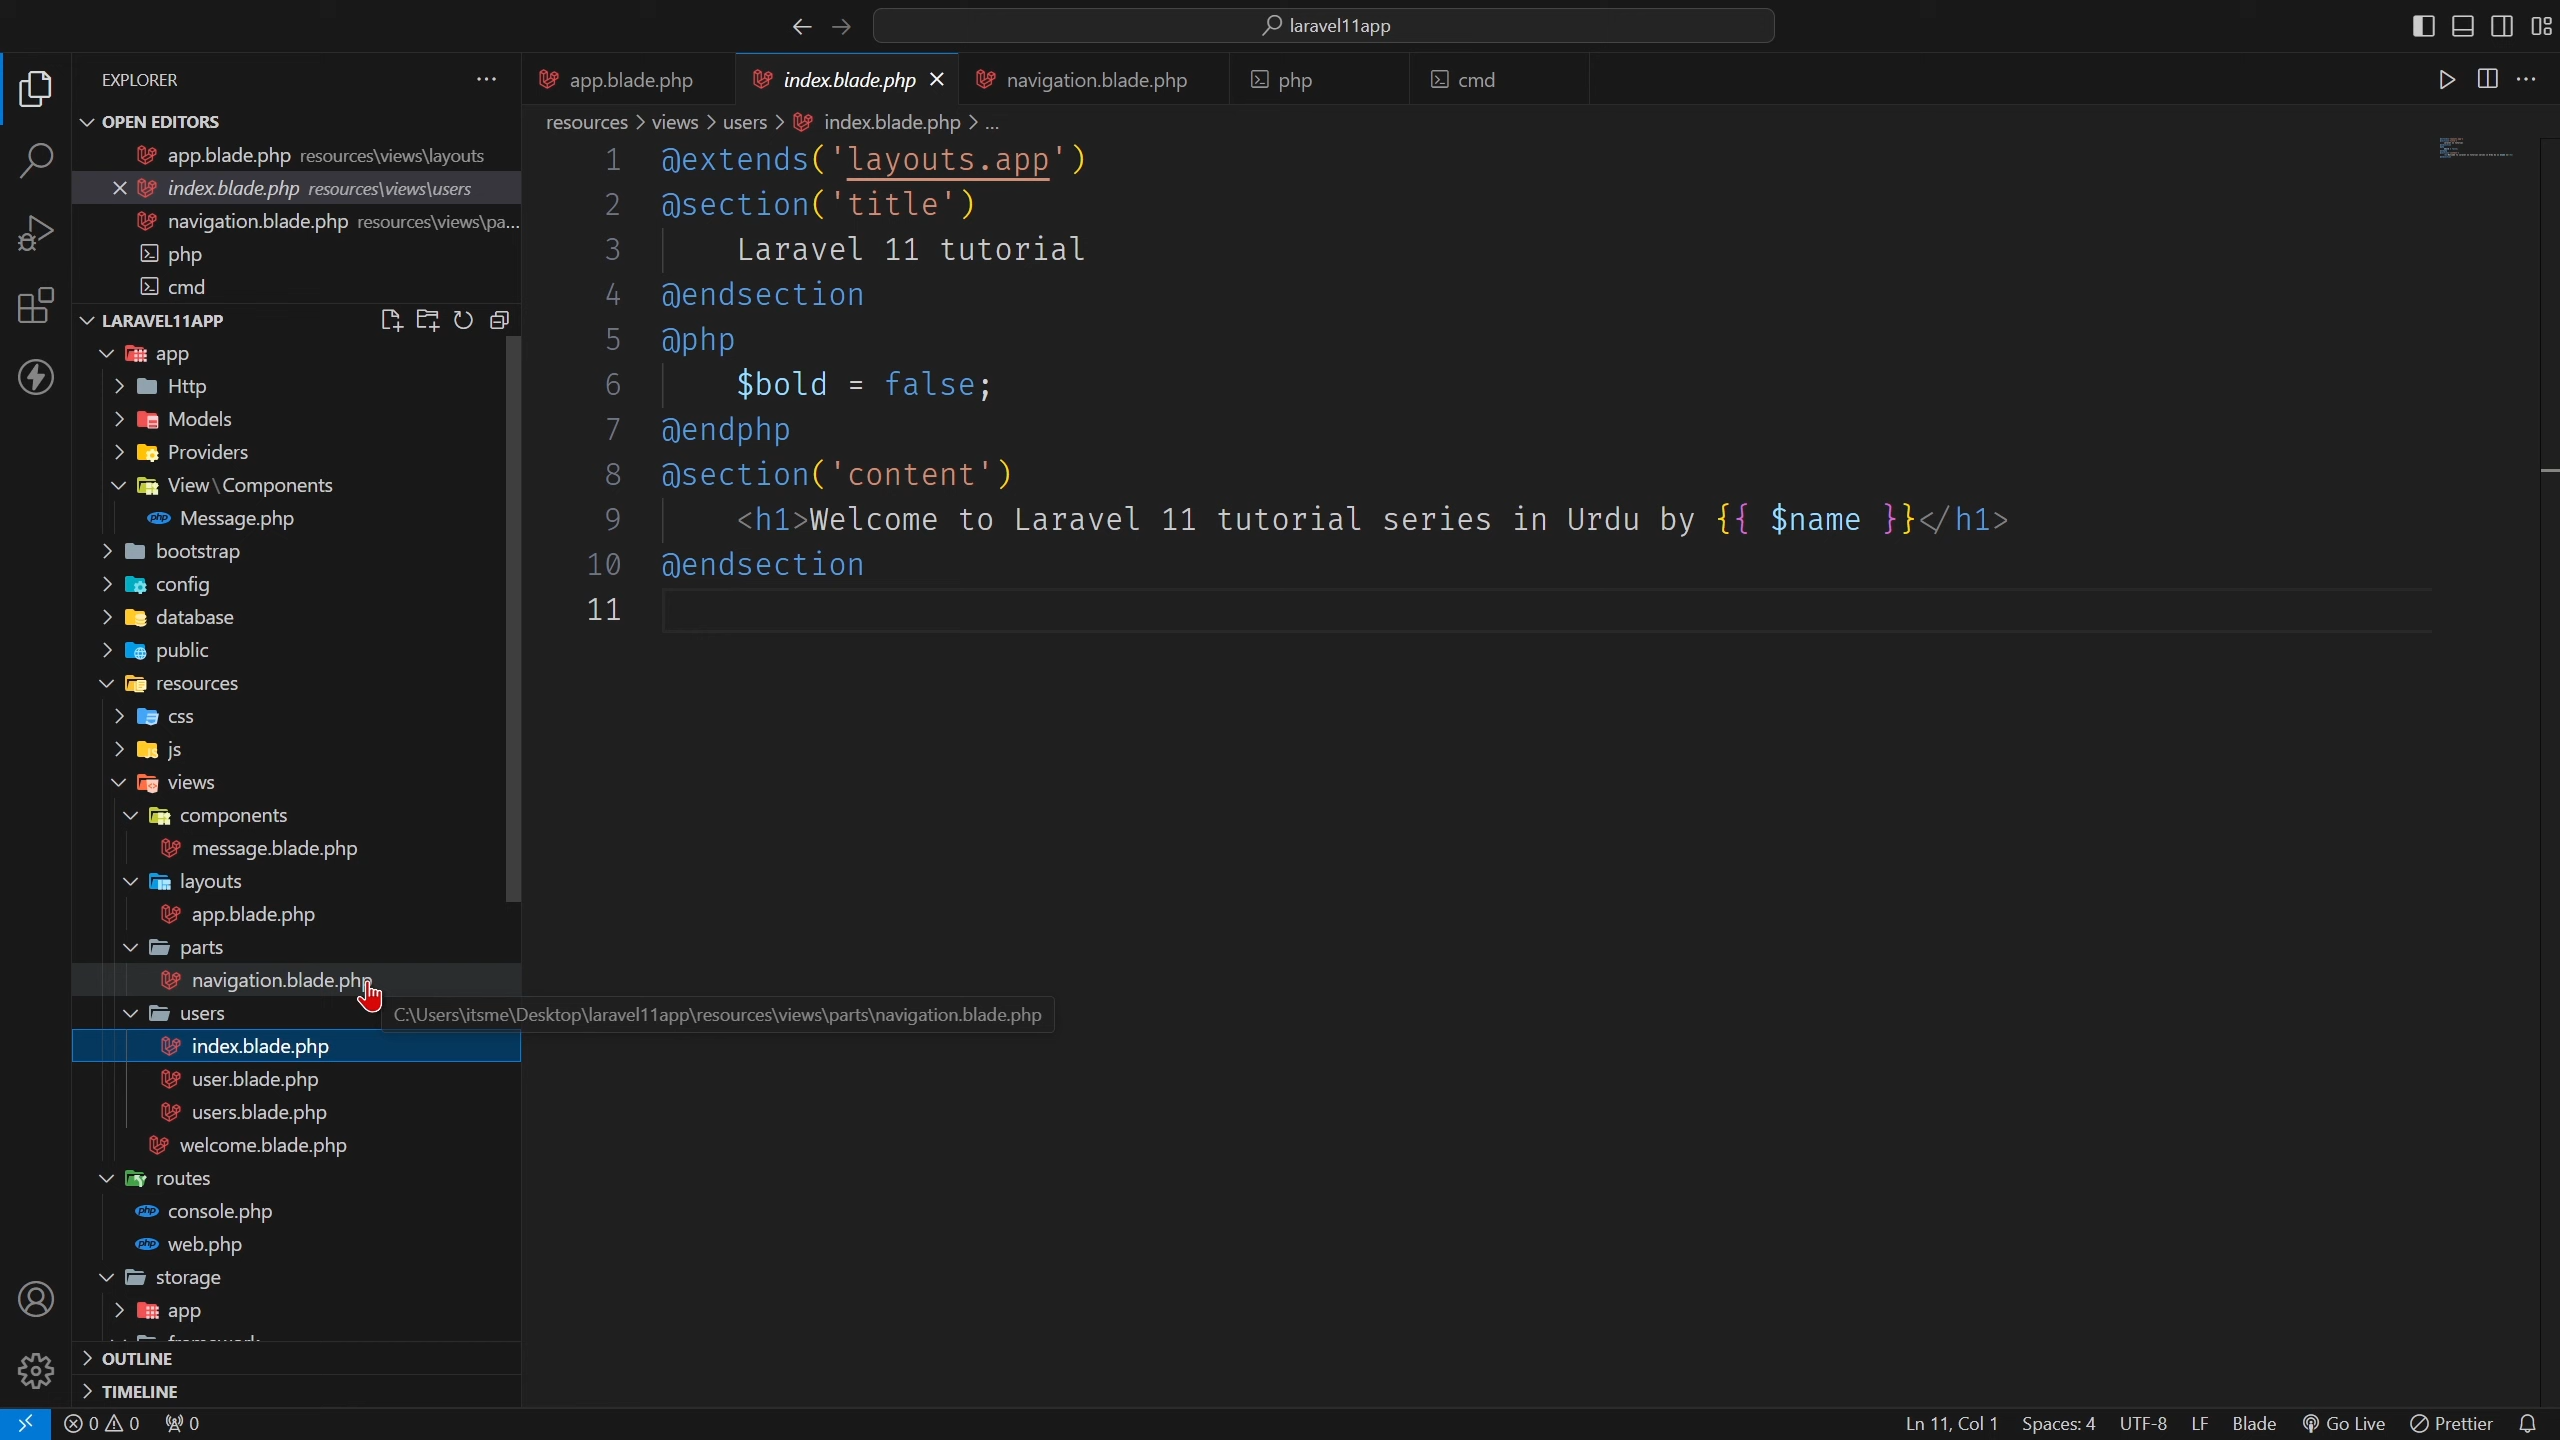 laravel11app
EXPLORER
OPEN EDITORS
app.blade.php resources\views\layouts
index.blade.php resources\views\users
navigation.blade.php resources\views\pa...
php
cmd
LARAVEL11APP
app
Http
Models
Providers
View\Components
Message.php
bootstrap
config
database
public
resources
css
js
views
components
message.blade.php
layouts
app.blade.php
parts
navigation.blade.php
users
index.blade.php
user.blade.php
users.blade.php
welcome.blade.php
routes
console.php
web.php
storage
app
framework
OUTLINE
TIMELINE
app.blade.php index.blade.php navigation.blade.php php cmd
resources > views > users > index.blade.php > ...
1 @extends('layouts.app')
2 @section('title')
3 Laravel 11 tutorial
4 @endsection
5 @php
6 $bold = false;
7 @endphp
8 @section('content')
9 <h1>Welcome to Laravel 11 tutorial series in Urdu by {{ $name }}</h1>
10 @endsection
11
C:\Users\itsme\Desktop\laravel11app\resources\views\parts\navigation.blade.php
0 0 0 Ln 11, Col 1 Spaces: 4 UTF-8 LF Blade Go Live Prettier